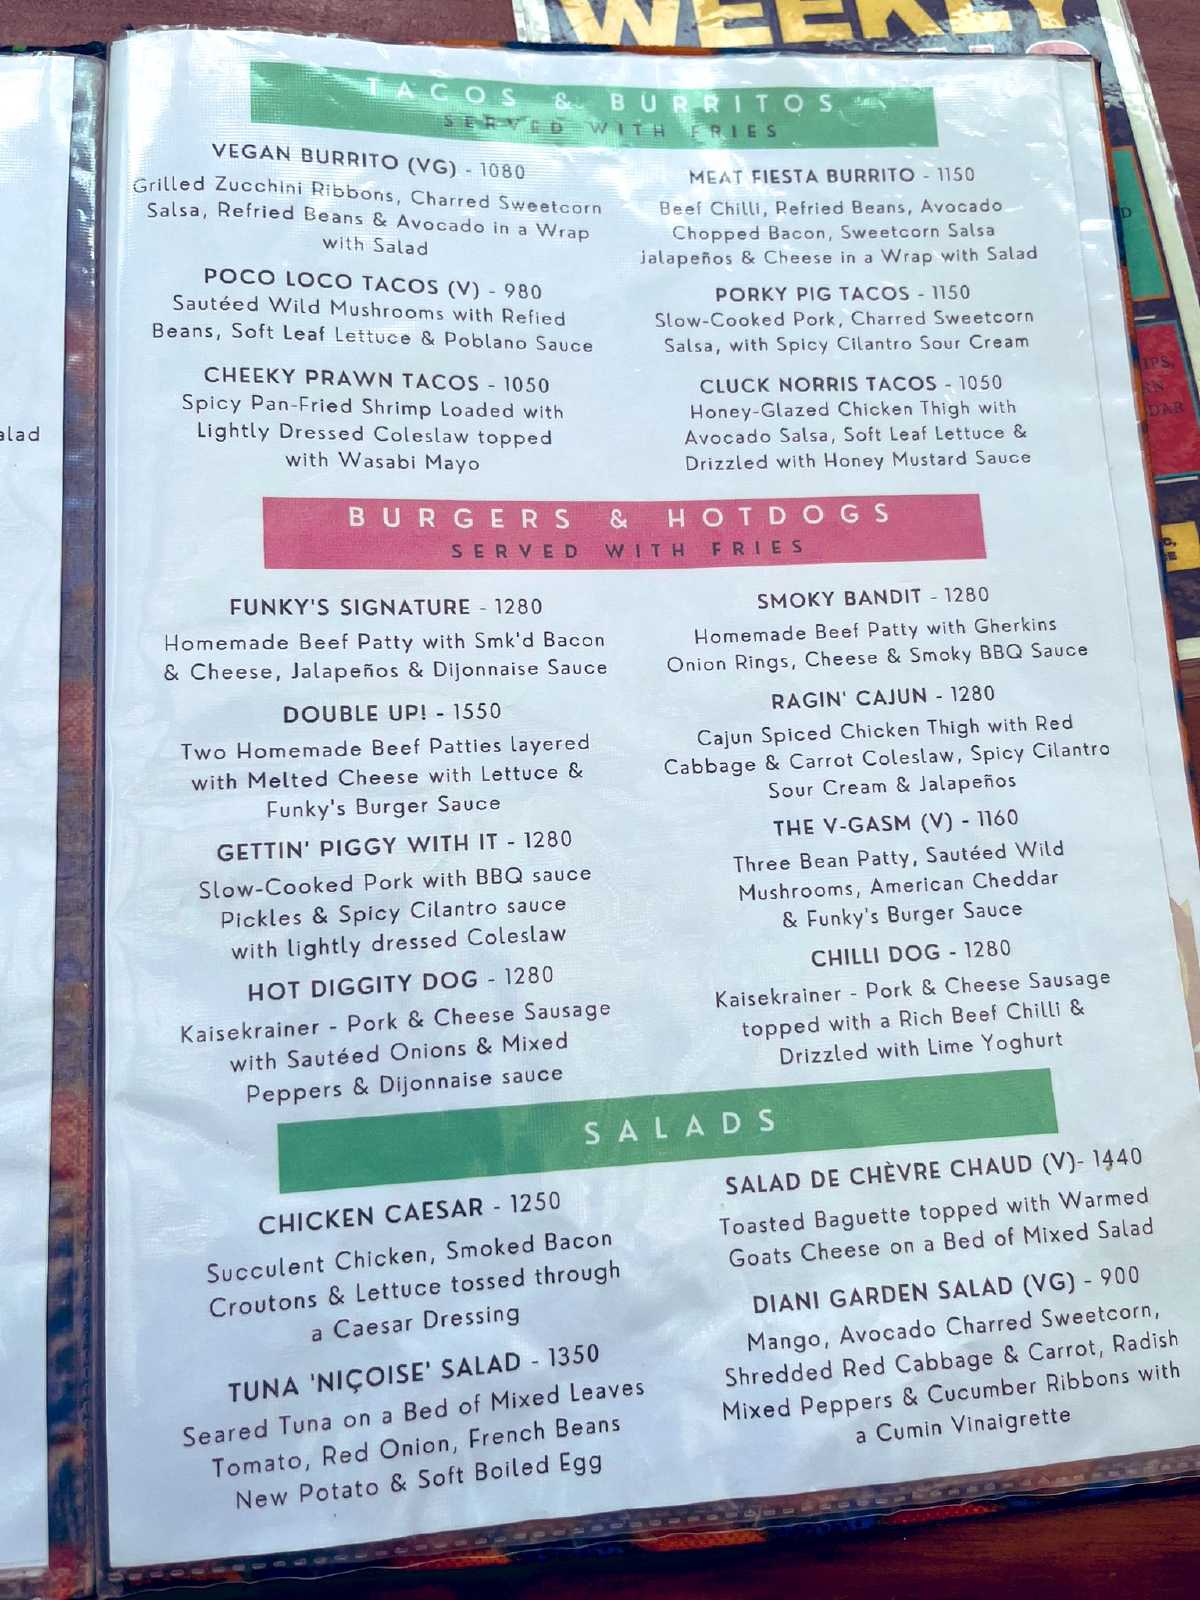 WEEKLY
TACOS & BURRITOS
SERVED WITH FRIES
VEGAN BURRITO (VG) - 1080
Grilled Zucchini Ribbons, Charred Sweetcorn
Salsa, Refried Beans & Avocado in a Wrap
with Salad
POCO LOCO TACOS (V) - 980
Sautéed Wild Mushrooms with Refied
Beans, Soft Leaf Lettuce & Poblano Sauce
CHEEKY PRAWN TACOS - 1050
Spicy Pan-Fried Shrimp Loaded with
Lightly Dressed Coleslaw topped
with Wasabi Mayo
MEAT FIESTA BURRITO - 1150
Beef Chilli, Refried Beans, Avocado
Chopped Bacon, Sweetcorn Salsa
Jalapeños & Cheese in a Wrap with Salad
PORKY PIG TACOS - 1150
Slow-Cooked Pork, Charred Sweetcorn
Salsa, with Spicy Cilantro Sour Cream
CLUCK NORRIS TACOS - 1050
Honey-Glazed Chicken Thigh with
Avocado Salsa, Soft Leaf Lettuce &
Drizzled with Honey Mustard Sauce
BURGERS & HOTDOGS
SERVED WITH FRIES
FUNKY'S SIGNATURE - 1280
Homemade Beef Patty with Smk'd Bacon
& Cheese, Jalapeños & Dijonnaise Sauce
DOUBLE UP! - 1550
Two Homemade Beef Patties layered
with Melted Cheese with Lettuce &
Funky's Burger Sauce
GETTIN' PIGGY WITH IT - 1280
Slow-Cooked Pork with BBQ sauce
Pickles & Spicy Cilantro sauce
with lightly dressed Coleslaw
HOT DIGGITY DOG - 1280
Kaisekrainer - Pork & Cheese Sausage
with Sautéed Onions & Mixed
Peppers & Dijonnaise sauce
SMOKY BANDIT - 1280
Homemade Beef Patty with Gherkins
Onion Rings, Cheese & Smoky BBQ Sauce
RAGIN' CAJUN - 1280
Cajun Spiced Chicken Thigh with Red
Cabbage & Carrot Coleslaw, Spicy Cilantro
Sour Cream & Jalapeños
THE V-GASM (V) - 1160
Three Bean Patty, Sautéed Wild
Mushrooms, American Cheddar
& Funky's Burger Sauce
CHILLI DOG - 1280
Kaisekrainer - Pork & Cheese Sausage
topped with a Rich Beef Chilli &
Drizzled with Lime Yoghurt
SALADS
CHICKEN CAESAR - 1250
Succulent Chicken, Smoked Bacon
Croutons & Lettuce tossed through
a Caesar Dressing
TUNA 'NIÇOISE' SALAD - 1350
Seared Tuna on a Bed of Mixed Leaves
Tomato, Red Onion, French Beans
New Potato & Soft Boiled Egg
SALAD DE CHÈVRE CHAUD (V)- 1440
Toasted Baguette topped with Warmed
Goats Cheese on a Bed of Mixed Salad
DIANI GARDEN SALAD (VG) - 900
Mango, Avocado Charred Sweetcorn,
Shredded Red Cabbage & Carrot, Radish
Mixed Peppers & Cucumber Ribbons with
a Cumin Vinaigrette